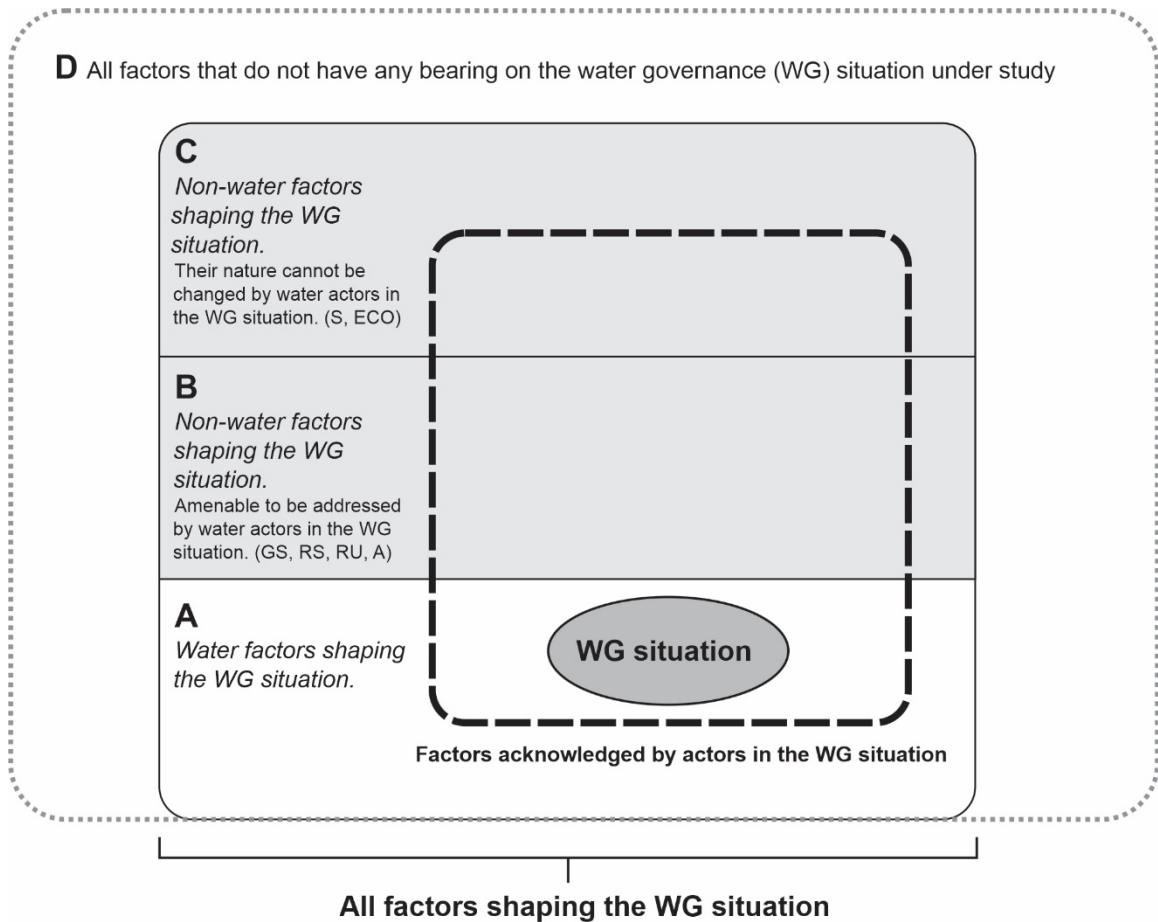 D All factors that do not have any bearing on the water governance (WG) situation under study
C
Non-water factors
shaping the WG
situation.
Their nature cannot be
changed by water actors in
the WG situation. (S, ECO)
B
Non-water factors
shaping the WG
situation.
Amenable to be addressed
by water actors in the WG
situation. (GS, RS, RU, A)
A
Water factors shaping
the WG situation.
WG situation
Factors acknowledged by actors in the WG situation
All factors shaping the WG situation